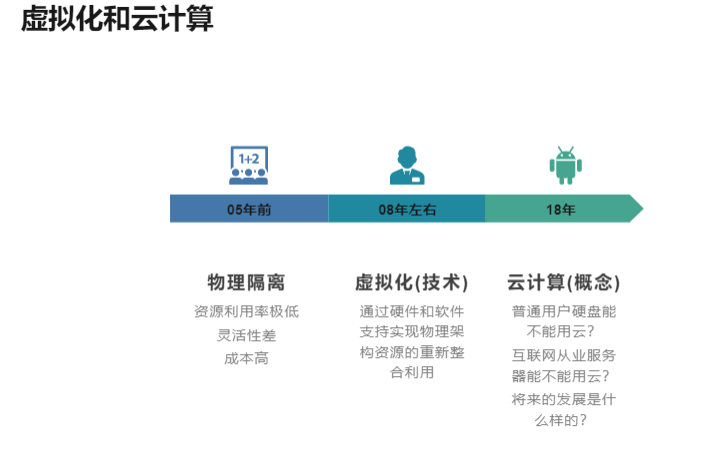 虚拟化和云计算
1+2
05年前
08年左右
18年
物理隔离
资源利用率极低
灵活性差
成本高
虚拟化(技术)
通过硬件和软件
支持实现物理架
构资源的重新整
合利用
云计算(概念)
普通用户硬盘能
不能用云?
互联网从业服务
器能不能用云?
将来的发展是什
么样的?